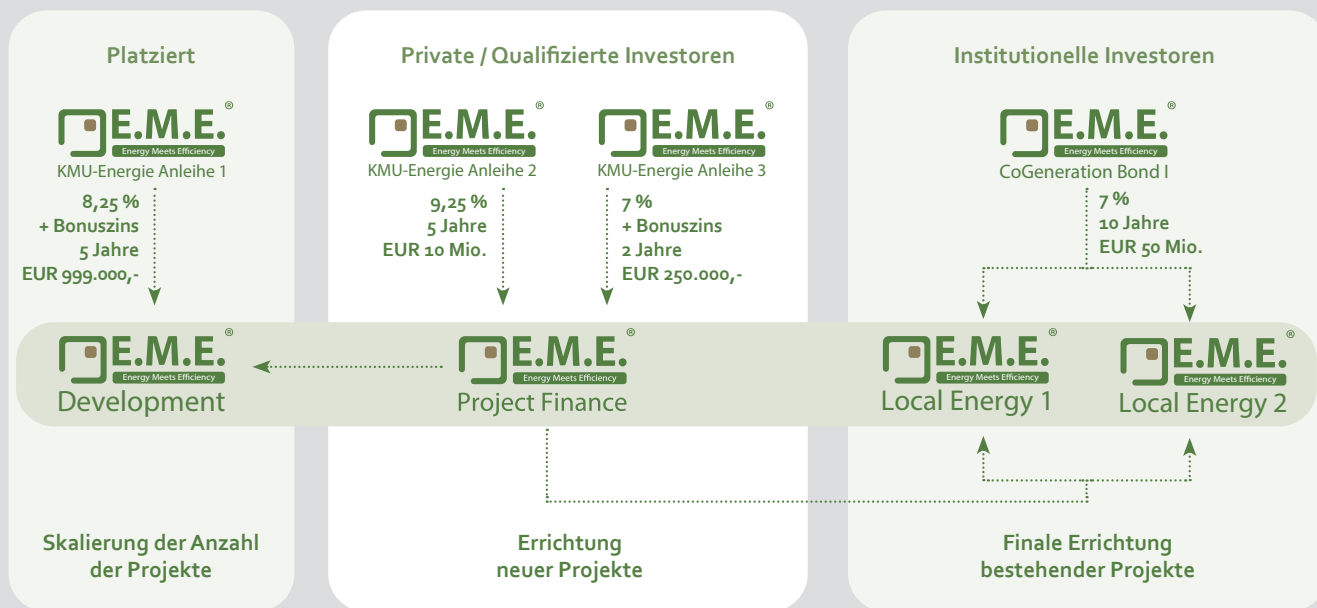 Platziert
E.M.E.®
Energy Meets Efficiency
KMU-Energie Anleihe 1
8,25 %
+ Bonuszins
5 Jahre
EUR 999.000,-
E.M.E.®
Energy Meets Efficiency
Development
Skalierung der Anzahl
der Projekte
Private / Qualifizierte Investoren
E.M.E.®
Energy Meets Efficiency
KMU-Energie Anleihe 2
9,25 %
5 Jahre
EUR 10 Mio.
E.M.E.®
Energy Meets Efficiency
KMU-Energie Anleihe 3
7 %
+ Bonuszins
2 Jahre
EUR 250.000,-
E.M.E.®
Energy Meets Efficiency
Project Finance
Errichtung
neuer Projekte
Institutionelle Investoren
E.M.E.®
Energy Meets Efficiency
CoGeneration Bond I
7 %
10 Jahre
EUR 50 Mio.
E.M.E.®
Energy Meets Efficiency
Local Energy 1
E.M.E.®
Energy Meets Efficiency
Local Energy 2
Finale Errichtung
bestehender Projekte